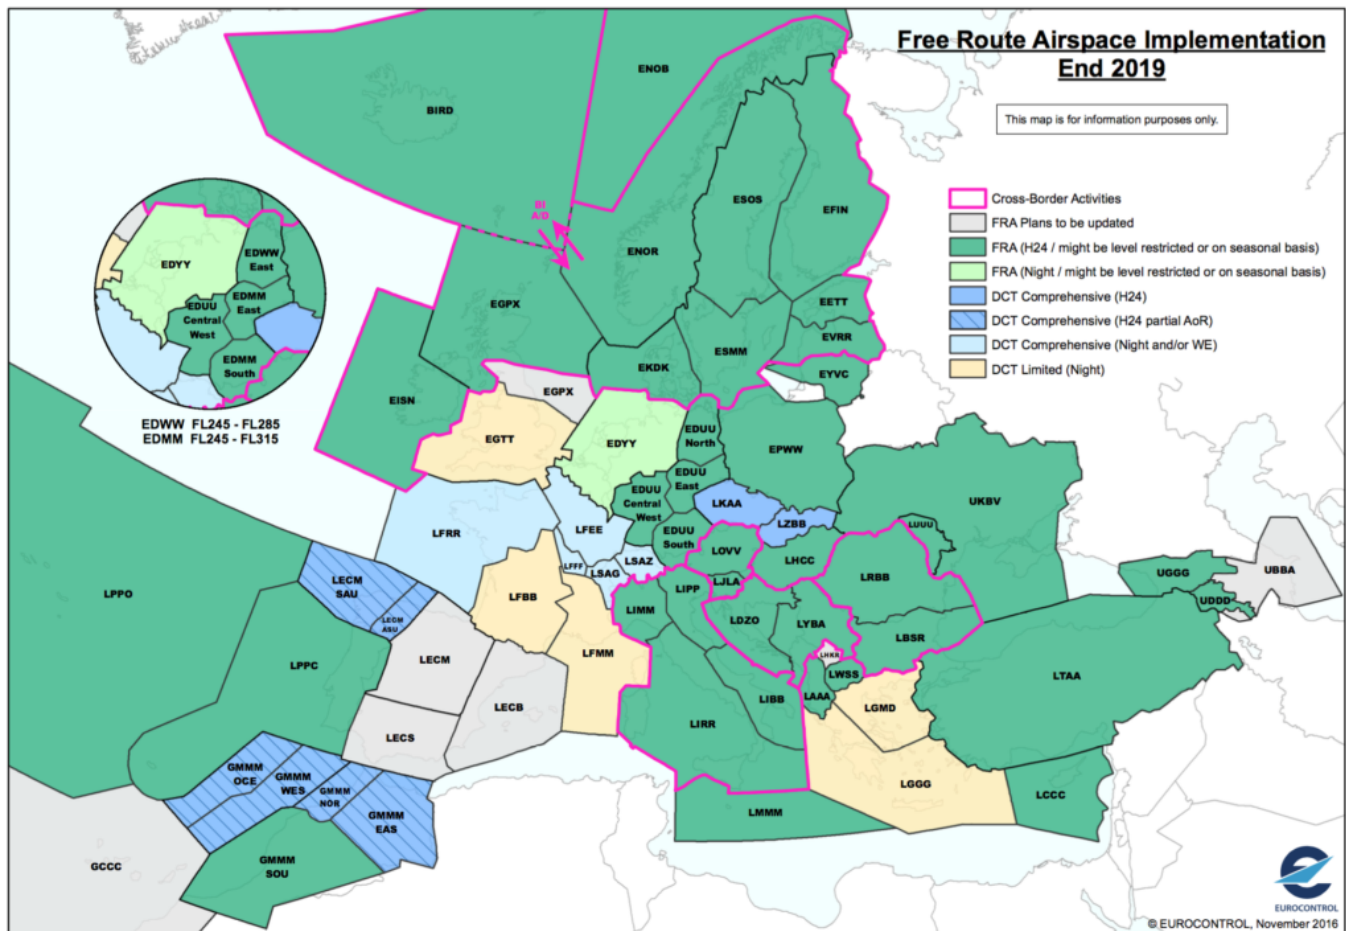 Free Route Airspace Implementation
End 2019
This map is for information purposes only.
Cross-Border Activities
FRA Plans to be updated
FRA (H24 / might be level restricted or on seasonal basis)
FRA (Night / might be level restricted or on seasonal basis)
DCT Comprehensive (H24)
DCT Comprehensive (H24 partial AoR)
DCT Comprehensive (Night and/or WE)
DCT Limited (Night)
ENOB
BIRD
BI
A/D
ESOS
EFIN
ENOR
EGPX
EETT
EVRR
ESMM
EKDK
EYVC
EGPX
EISN
EGTT
EDYY
EDUU
North
EPWW
EDUU
East
EDUU
Central
West
EDUU
South
LKAA
LZBB
UKBV
LUUU
LFRR
LFEE
LFFF
LSAG
LSAZ
LOVV
LHCC
LRBB
UGGG
UBBA
UDDD
LPPO
LECM
SAU
LECM
ASU
LFBB
LIMM
LIPP
LJLA
LDZO
LYBA
LBSR
LPPC
LECM
LFMM
LHRR
LWSS
LAAA
LTAA
LECB
LIBB
LGMD
LECS
LIRR
LGGG
LCCC
GMMM
OCE
GMMM
WES
GMMM
NOR
GMMM
EAS
LMMM
GCCC
GMMM
SOU
EDYY
EDWW
East
EDMM
East
EDUU
Central
West
EDMM
South
EDWW FL245 - FL285
EDMM FL245 - FL315
EUROCONTROL
© EUROCONTROL, November 2016